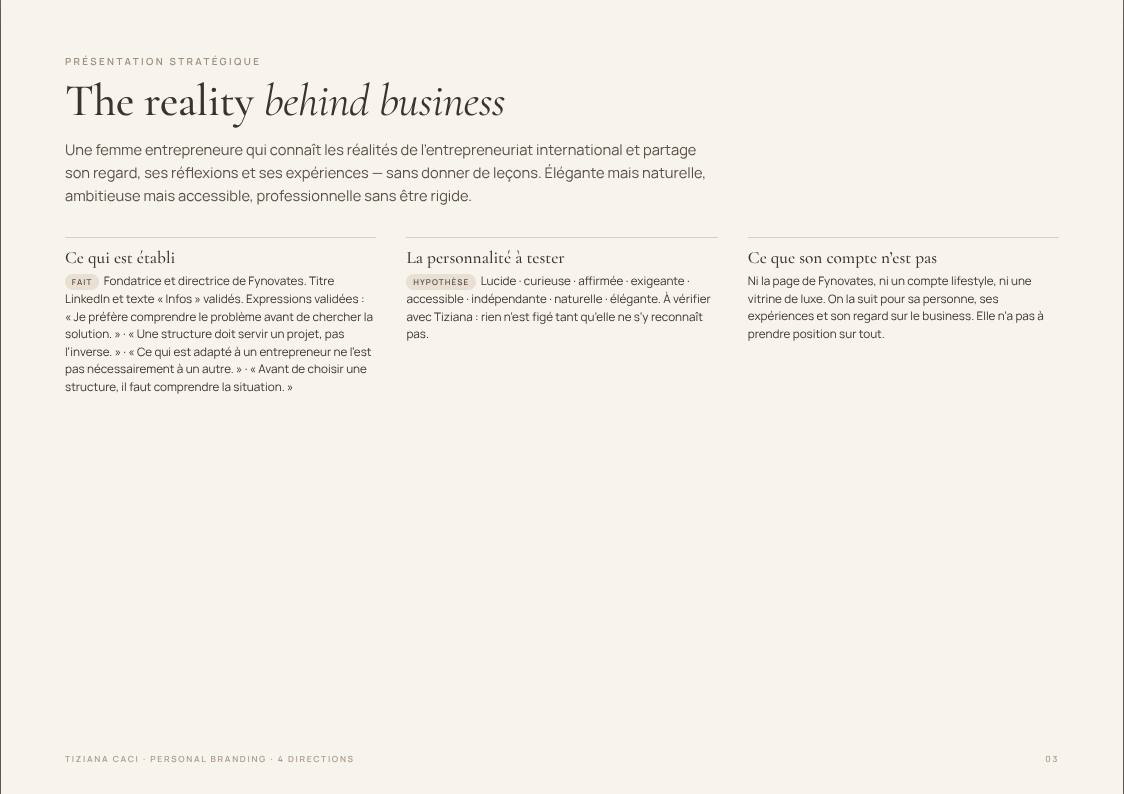 PRÉSENTATION STRATÉGIQUE
The reality behind business
Une femme entrepreneure qui connaît les réalités de l'entrepreneuriat international et partage
son regard, ses réflexions et ses expériences — sans donner de leçons. Élégante mais naturelle,
ambitieuse mais accessible, professionnelle sans être rigide.
Ce qui est établi
FAIT Fondatrice et directrice de Fynovates. Titre
LinkedIn et texte « Infos » validés. Expressions validées :
« Je préfère comprendre le problème avant de chercher la
solution. » · « Une structure doit servir un projet, pas
l'inverse. » · « Ce qui est adapté à un entrepreneur ne l'est
pas nécessairement à un autre. » · « Avant de choisir une
structure, il faut comprendre la situation. »
La personnalité à tester
HYPOTHÈSE Lucide · curieuse · affirmée · exigeante ·
accessible · indépendante · naturelle · élégante. À vérifier
avec Tiziana : rien n'est figé tant qu'elle ne s'y reconnaît
pas.
Ce que son compte n'est pas
Ni la page de Fynovates, ni un compte lifestyle, ni une
vitrine de luxe. On la suit pour sa personne, ses
expériences et son regard sur le business. Elle n'a pas à
prendre position sur tout.
TIZIANA CACI · PERSONAL BRANDING · 4 DIRECTIONS
03